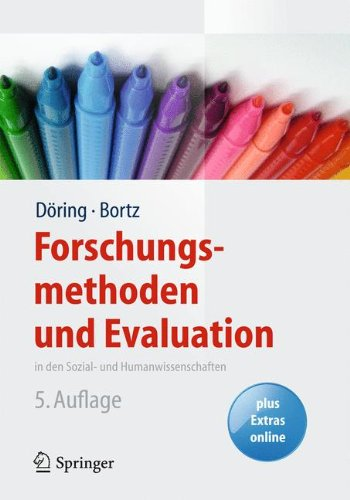 Döring · Bortz
Forschungs-
methoden
und Evaluation
in den Sozial- und Humanwissenschaften
5. Auflage
plus
Extras
online
Springer